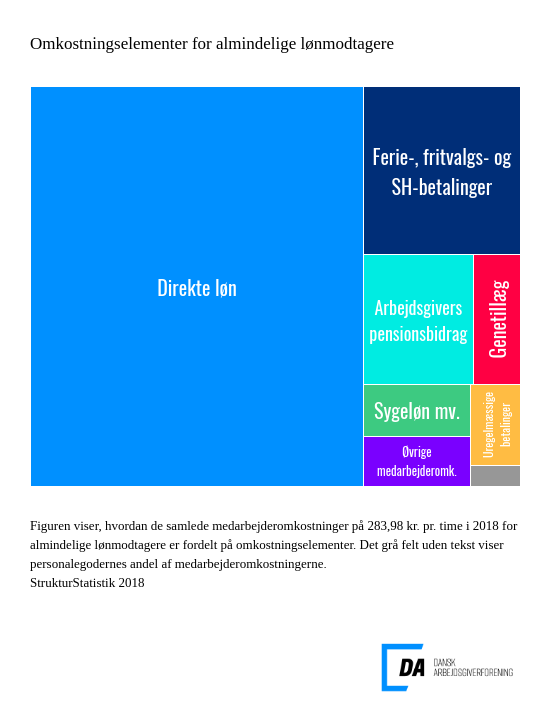 Omkostningselementer for almindelige lønmodtagere
Ferie-, fritvalgs- og
SH-betalinger
Direkte løn
Arbejdsgivers
pensionsbidrag
Genetillæg
Sygeløn mv.
Uregelmæssige
betalinger
Øvrige
medarbejderomk.
Figuren viser, hvordan de samlede medarbejderomkostninger på 283,98 kr. pr. time i 2018 for
almindelige lønmodtagere er fordelt på omkostningselementer. Det grå felt uden tekst viser
personalegodernes andel af medarbejderomkostningerne.
StrukturStatistik 2018
DA
DANSK
ARBEJDSGIVERFORENING